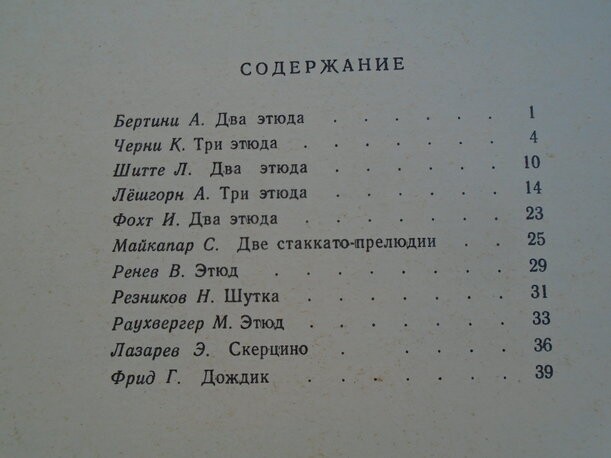 СОДЕРЖАНИЕ
Бертини А. Два этюда . . . . . . 1
Черни К. Три этюда . . . . . . . 4
Шитте Л. Два этюда . . . . . . 10
Лёшгорн А. Три этюда . . . . . . 14
Фохт И. Два этюда . . . . . . . 23
Майкапар С. Две стаккато-прелюдии . . 25
Ренев В. Этюд . . . . . . . . 29
Резников Н. Шутка . . . . . . . 31
Раухвергер М. Этюд . . . . . . . 33
Лазарев Э. Скерцино . . . . . . 36
Фрид Г. Дождик . . . . . . . 39